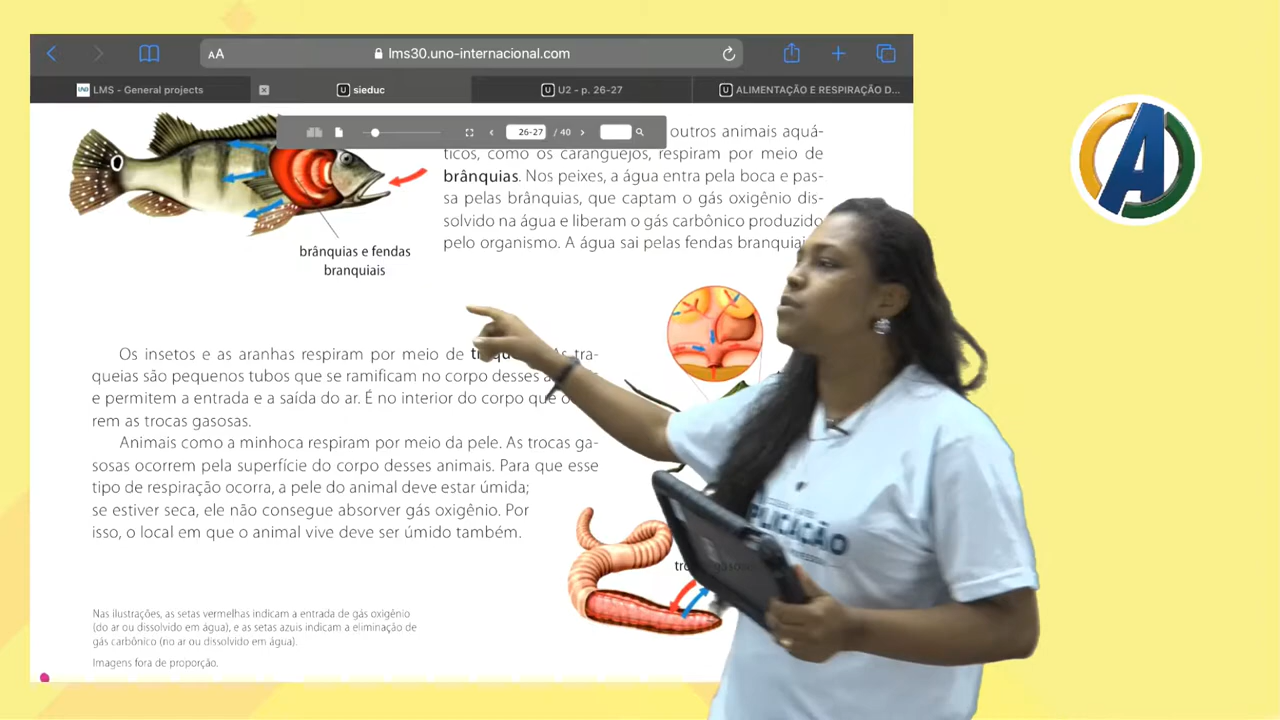 AA
lms30.uno-internacional.com
LMS - General projects
sieduc
U2 - p. 26-27
ALIMENTAÇÃO E RESPIRAÇÃO D...
26-27 / 40
outros animais aquá-
ticos, como os caranguejos, respiram por meio de
brânquias. Nos peixes, a água entra pela boca e pas-
sa pelas brânquias, que captam o gás oxigênio dis-
solvido na água e liberam o gás carbônico produzido
pelo organismo. A água sai pelas fendas
brânquias e fendas
branquiais
Os insetos e as aranhas respiram por meio de As tra-
queias são pequenos tubos que se ramificam no corpo desses
e permitem a entrada e a saída do ar. É no interior do corpo que
rem as trocas gasosas.
Animais como a minhoca respiram por meio da pele. As trocas ga-
sosas ocorrem pela superfície do corpo desses animais. Para que esse
tipo de respiração ocorra, a pele do animal deve estar úmida;
se estiver seca, ele não consegue absorver gás oxigênio. Por
isso, o local em que o animal vive deve ser úmido também.
Nas ilustrações, as setas vermelhas indicam a entrada de gás oxigênio
(do ar ou dissolvido em água), e as setas azuis indicam a eliminação de
gás carbônico (no ar ou dissolvido em água).
Imagens fora de proporção.
A